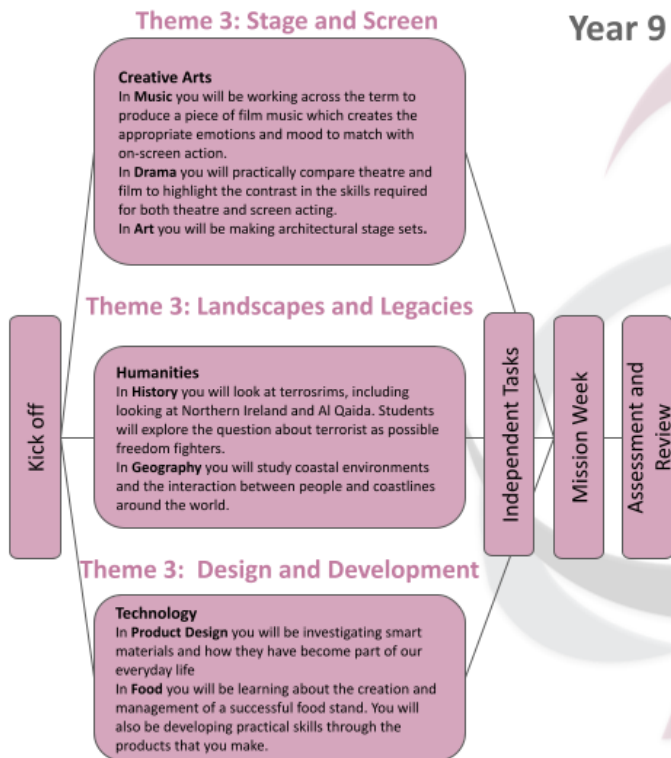 Theme 3: Stage and Screen
Year 9
Creative Arts
In Music you will be working across the term to
produce a piece of film music which creates the
appropriate emotions and mood to match with
on-screen action.
In Drama you will practically compare theatre and
film to highlight the contrast in the skills required
for both theatre and screen acting.
In Art you will be making architectural stage sets.
Theme 3: Landscapes and Legacies
Kick off
Humanities
In History you will look at terrosrims, including
looking at Northern Ireland and Al Qaida. Students
will explore the question about terrorist as possible
freedom fighters.
In Geography you will study coastal environments
and the interaction between people and coastlines
around the world.
Independent Tasks
Mission Week
Assessment and
Review
Theme 3: Design and Development
Technology
In Product Design you will be investigating smart
materials and how they have become part of our
everyday life
In Food you will be learning about the creation and
management of a successful food stand. You will
also be developing practical skills through the
products that you make.